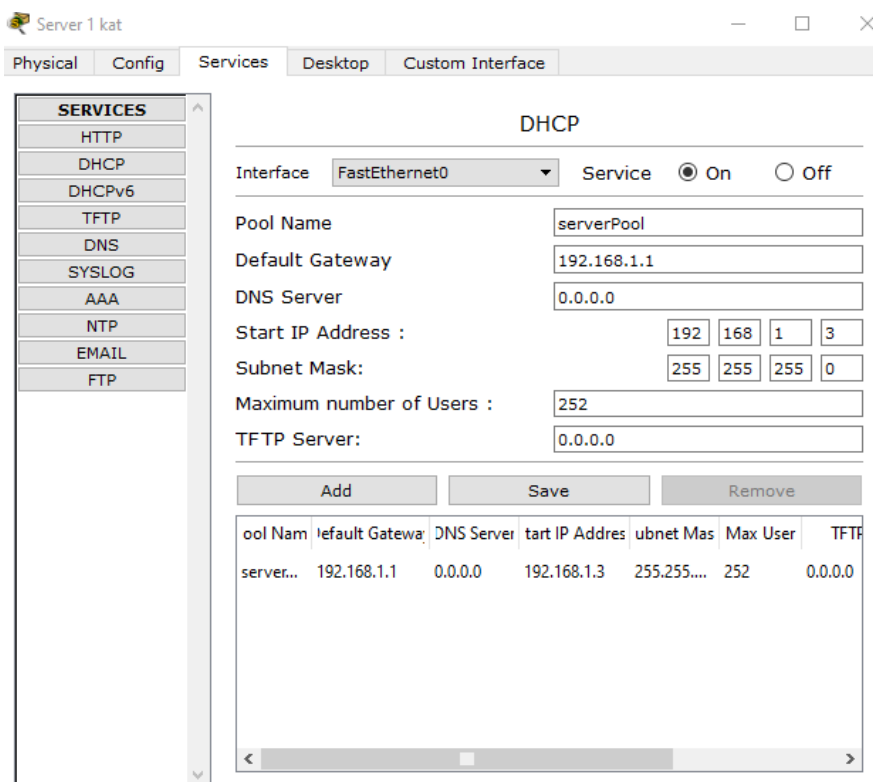 Server 1 kat
Physical Config Services Desktop Custom Interface
SERVICES
HTTP
DHCP
DHCPv6
TFTP
DNS
SYSLOG
AAA
NTP
EMAIL
FTP
DHCP
Interface FastEthernet0 Service On Off
Pool Name serverPool
Default Gateway 192.168.1.1
DNS Server 0.0.0.0
Start IP Address : 192 168 1 3
Subnet Mask: 255 255 255 0
Maximum number of Users : 252
TFTP Server: 0.0.0.0
Add Save Remove
ool Nam efault Gateway DNS Server tart IP Addres ubnet Mas Max User TFTP
server... 192.168.1.1 0.0.0.0 192.168.1.3 255.255.... 252 0.0.0.0